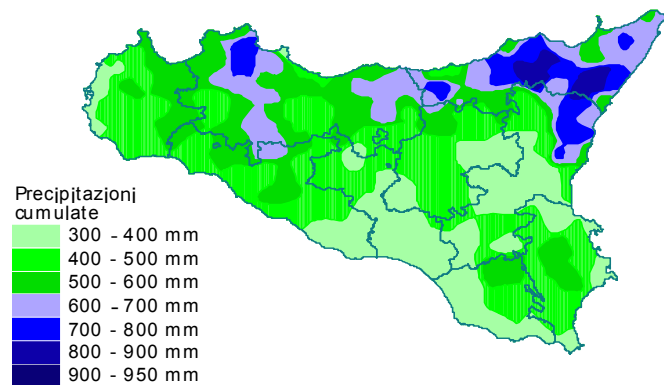 Precipitazioni
cumulate
300 - 400 mm
400 - 500 mm
500 - 600 mm
600 - 700 mm
700 - 800 mm
800 - 900 mm
900 - 950 mm